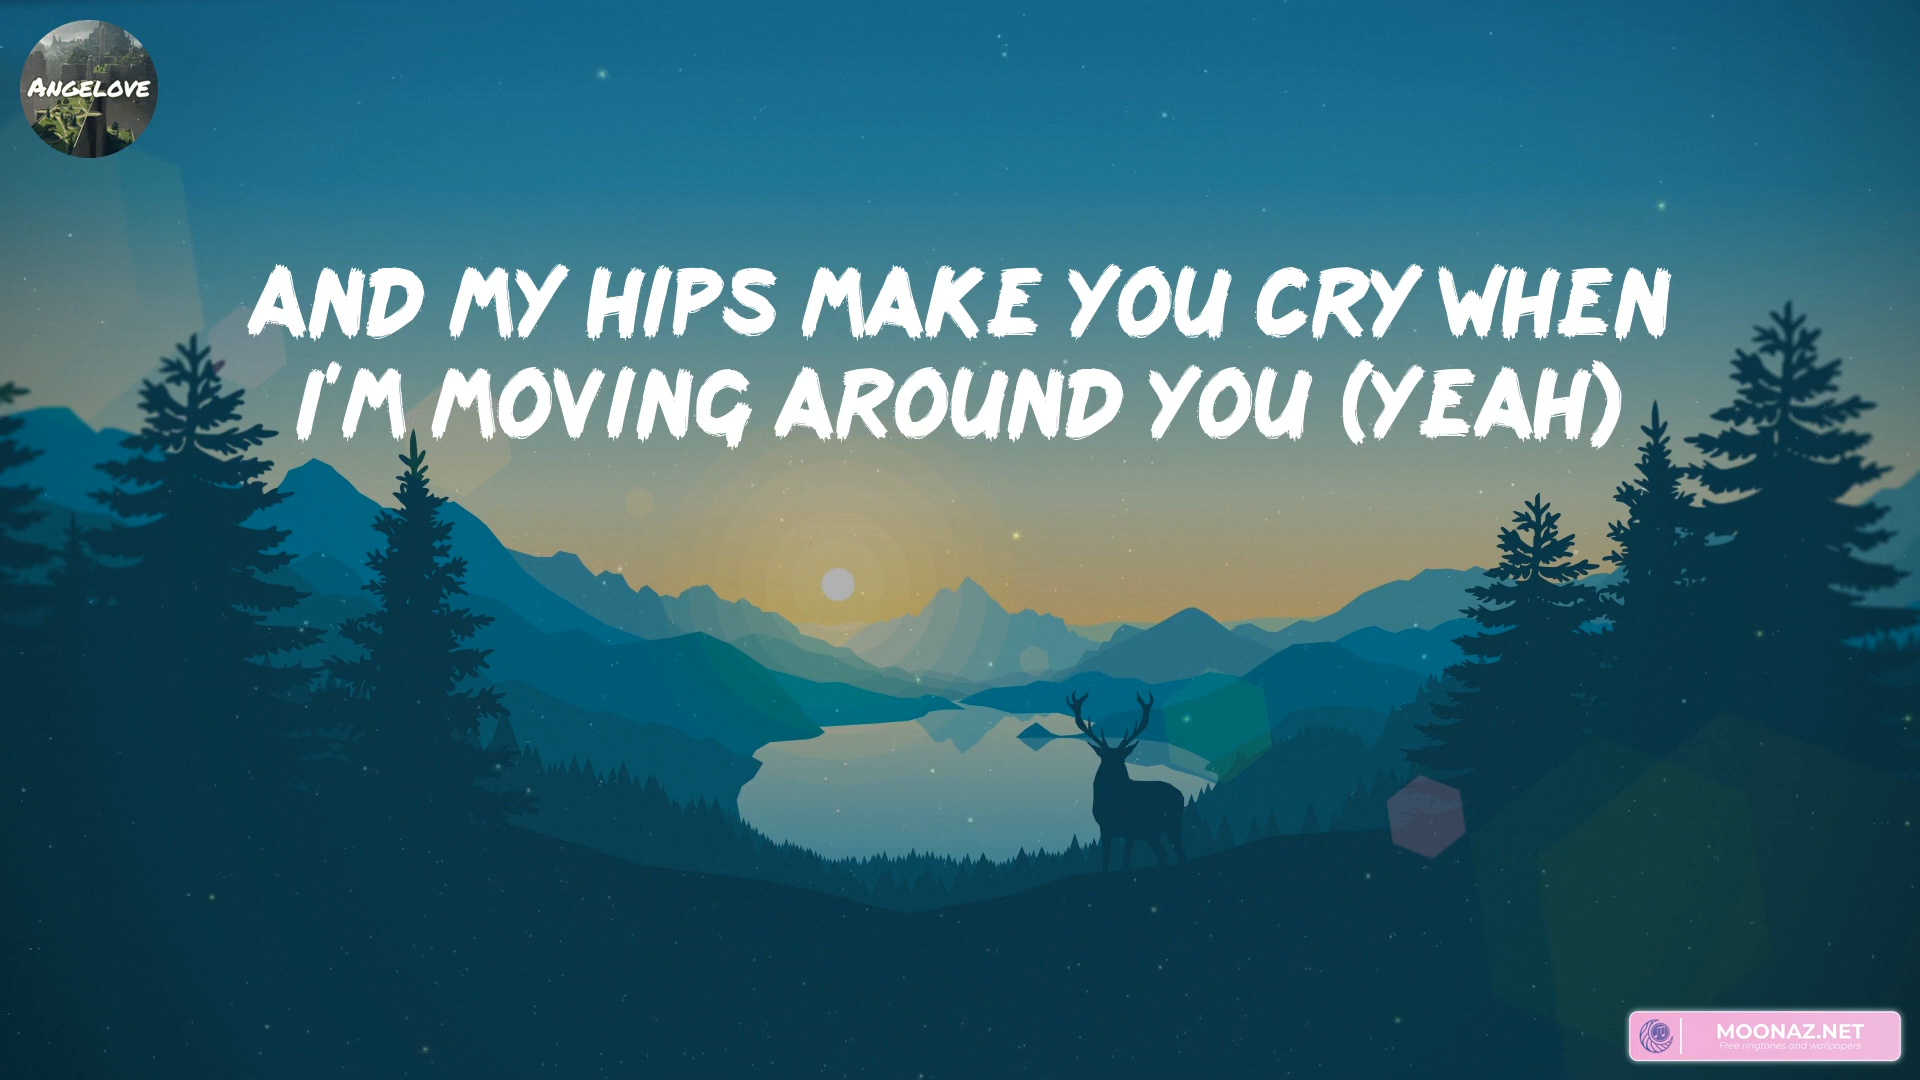 ANGELOVE
AND MY HIPS MAKE YOU CRY WHEN
I'M MOVING AROUND YOU (YEAH)
MOONAZ.NET
Free ringtones and wallpapers